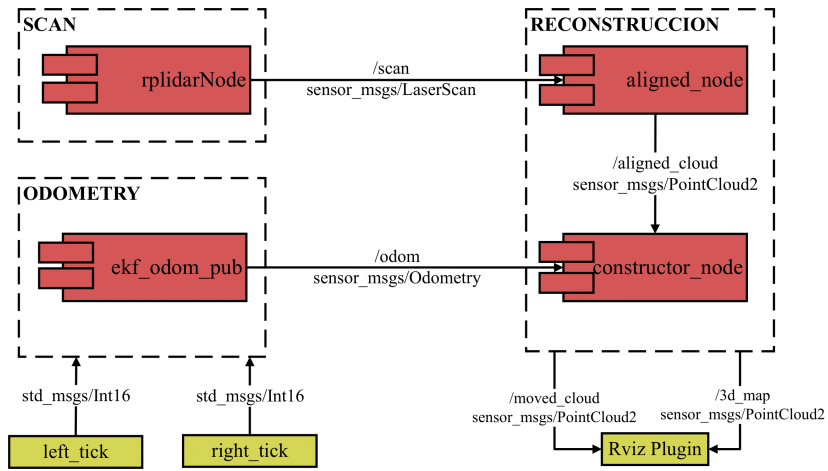 SCAN
rplidarNode
/scan
sensor_msgs/LaserScan
RECONSTRUCCION
aligned_node
/aligned_cloud
sensor_msgs/PointCloud2
ODOMETRY
ekf_odom_pub
/odom
sensor_msgs/Odometry
constructor_node
std_msgs/Int16
std_msgs/Int16
left_tick
right_tick
/moved_cloud
sensor_msgs/PointCloud2
/3d_map
sensor_msgs/PointCloud2
Rviz Plugin